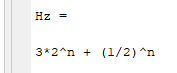 Hz =
3*2^n + (1/2)^n